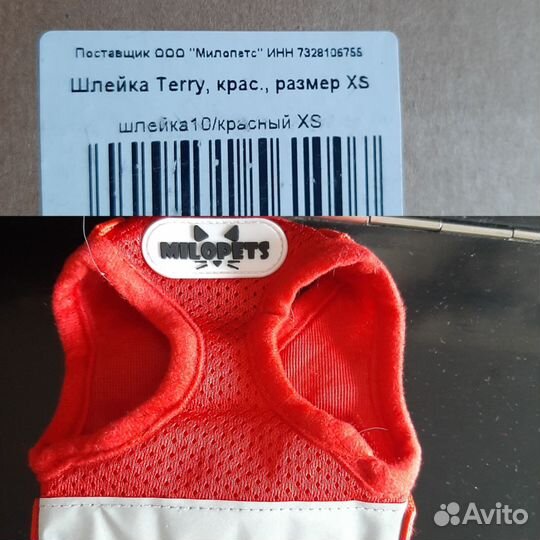 Поставщик ООО "Милопетс" ИНН 7328106755
Шлейка Terry, крас., размер XS
шлейка10/красный XS
MILOPETS
Avito